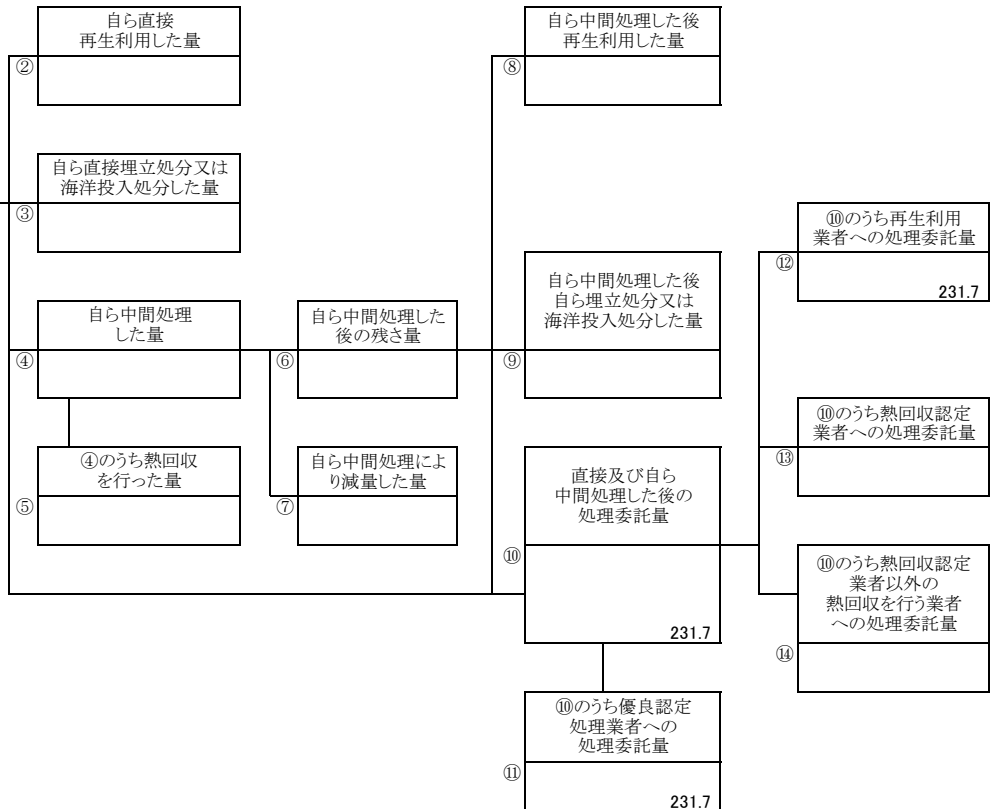 自ら直接
再生利用した量
②
自ら直接埋立処分又は
海洋投入処分した量
③
自ら中間処理
した量
④
④のうち熱回収
を行った量
⑤
自ら中間処理した
後の残さ量
⑥
自ら中間処理によ
り減量した量
⑦
自ら中間処理した後
再生利用した量
⑧
自ら中間処理した後
自ら埋立処分又は
海洋投入処分した量
⑨
直接及び自ら
中間処理した後の
処理委託量
⑩
231.7
⑩のうち優良認定
処理業者への
処理委託量
⑪
231.7
⑩のうち再生利用
業者への処理委託量
⑫
231.7
⑩のうち熱回収認定
業者への処理委託量
⑬
⑩のうち熱回収認定
業者以外の
熱回収を行う業者
への処理委託量
⑭